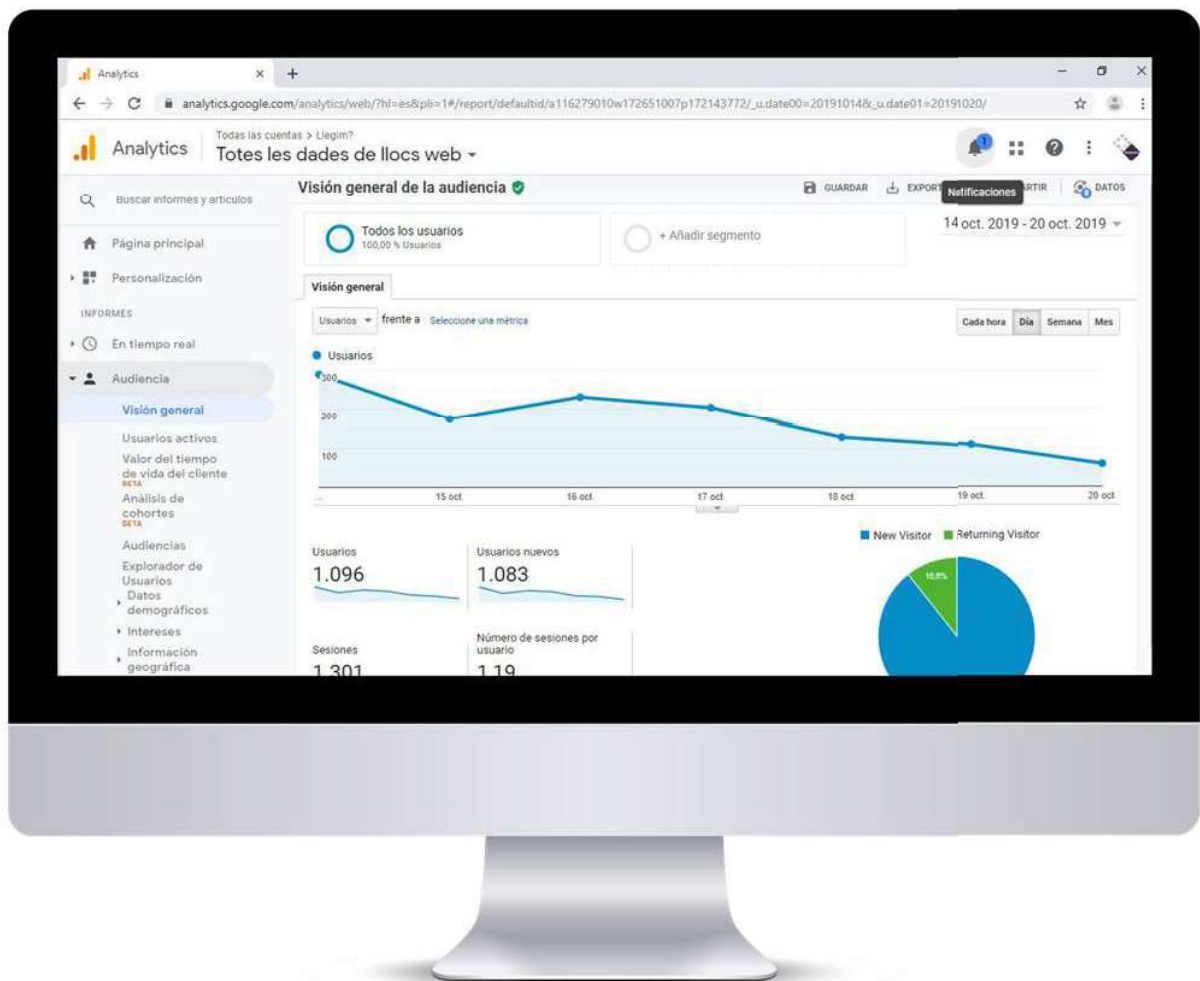 Analytics
analytics.google.com/analytics/web/?hl=es&pli=1#/report/defaultid/a116279010w172651007p172143772/_u.date00=20191014&_u.date01=20191020/
Analytics
Todas las cuentas > Llegim?
Totes les dades de llocs web
1
Buscar informes y artículos
Página principal
Personalización
INFORMES
En tiempo real
Audiencia
Visión general
Usuarios activos
Valor del tiempo
de vida del cliente
BETA
Análisis de
cohortes
BETA
Audiencias
Explorador de
Usuarios
Datos
demográficos
Intereses
Información
geográfica
Visión general de la audiencia
GUARDAR
EXPORT
Notificaciones
ARTIR
DATOS
Todos los usuarios
100,00 % Usuarios
+ Añadir segmento
14 oct. 2019 - 20 oct. 2019
Visión general
Usuarios frente a Seleccione una métrica
Cada hora Día Semana Mes
Usuarios
300
200
100
... 15 oct. 16 oct. 17 oct. 18 oct. 19 oct. 20 oct.
New Visitor Returning Visitor
10,8%
Usuarios
1.096
Usuarios nuevos
1.083
Sesiones
1.301
Número de sesiones por
usuario
1,19